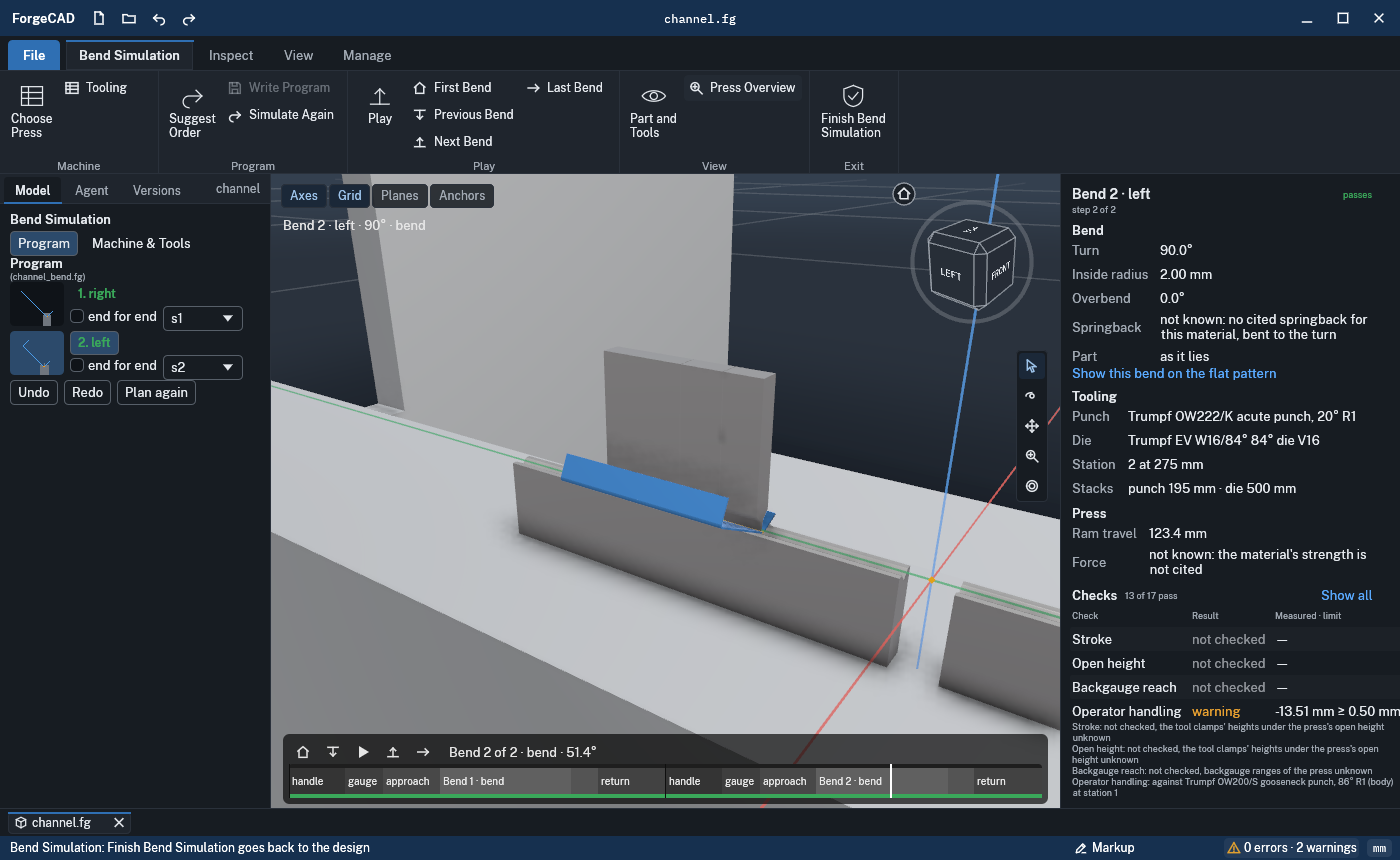 ForgeCAD
channel.fg
File
Bend Simulation
Inspect
View
Manage
Choose Press
Tooling
Machine
Suggest Order
Write Program
Simulate Again
Program
Play
First Bend
Previous Bend
Next Bend
Last Bend
Play
Part and Tools
Press Overview
View
Finish Bend Simulation
Exit
Model
Agent
Versions
channel
Bend Simulation
Program
Machine & Tools
Program
(channel_bend.fg)
1. right
end for end
s1
2. left
end for end
s2
Undo
Redo
Plan again
Axes
Grid
Planes
Anchors
Bend 2 · left · 90° · bend
LEFT
FRONT
Bend 2 of 2 · bend · 51.4°
handle
gauge
approach
Bend 1 · bend
return
handle
gauge
approach
Bend 2 · bend
return
Bend 2 · left
passes
step 2 of 2
Bend
Turn 90.0°
Inside radius 2.00 mm
Overbend 0.0°
Springback not known: no cited springback for
this material, bent to the turn
Part as it lies
Show this bend on the flat pattern
Tooling
Punch Trumpf OW222/K acute punch, 20° R1
Die Trumpf EV W16/84° 84° die V16
Station 2 at 275 mm
Stacks punch 195 mm · die 500 mm
Press
Ram travel 123.4 mm
Force not known: the material's strength is
not cited
Checks 13 of 17 pass Show all
Check Result Measured · limit
Stroke not checked —
Open height not checked —
Backgauge reach not checked —
Operator handling warning -13.51 mm ≥ 0.50 mm
Stroke: not checked, the tool clamps' heights under the press's open height
unknown
Open height: not checked, the tool clamps' heights under the press's open
height unknown
Backgauge reach: not checked, backgauge ranges of the press unknown
Operator handling: against Trumpf OW200/S gooseneck punch, 86° R1 (body)
at station 1
channel.fg
Bend Simulation: Finish Bend Simulation goes back to the design
Markup
0 errors · 2 warnings
mm